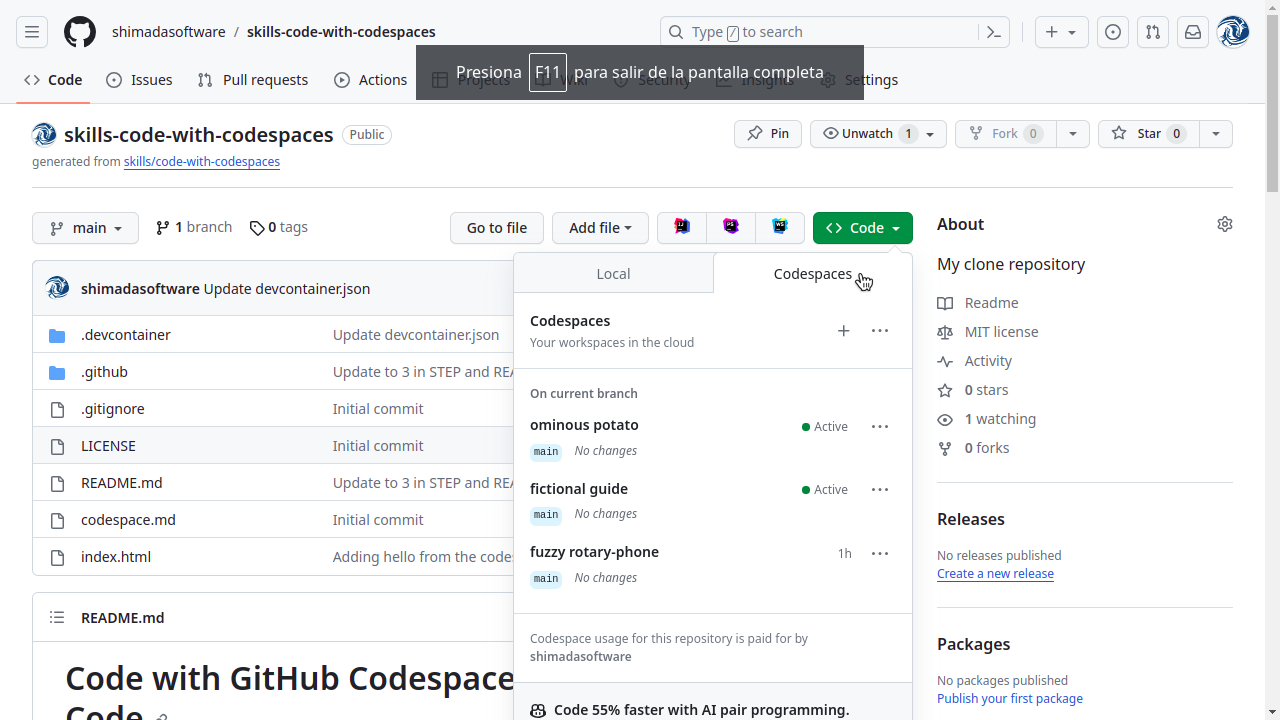 shimadasoftware / skills-code-with-codespaces
Type / to search
Presiona F11 para salir de la pantalla completa
Code
Issues
Pull requests
Actions
Projects
Wiki
Security
Insights
Settings
skills-code-with-codespaces Public
generated from skills/code-with-codespaces
Pin
Unwatch 1
Fork 0
Star 0
main
1 branch
0 tags
Go to file
Add file
Code
Local
Codespaces
Codespaces
Your workspaces in the cloud
On current branch
ominous potato
Active
main No changes
fictional guide
Active
main No changes
fuzzy rotary-phone
1h
main No changes
Codespace usage for this repository is paid for by
shimadasoftware
Code 55% faster with AI pair programming.
shimadasoftware Update devcontainer.json
.devcontainer Update devcontainer.json
.github Update to 3 in STEP and REA
.gitignore Initial commit
LICENSE Initial commit
README.md Update to 3 in STEP and REA
codespace.md Initial commit
index.html Adding hello from the code
README.md
Code with GitHub Codespace
Code
About
My clone repository
Readme
MIT license
Activity
0 stars
1 watching
0 forks
Releases
No releases published
Create a new release
Packages
No packages published
Publish your first package